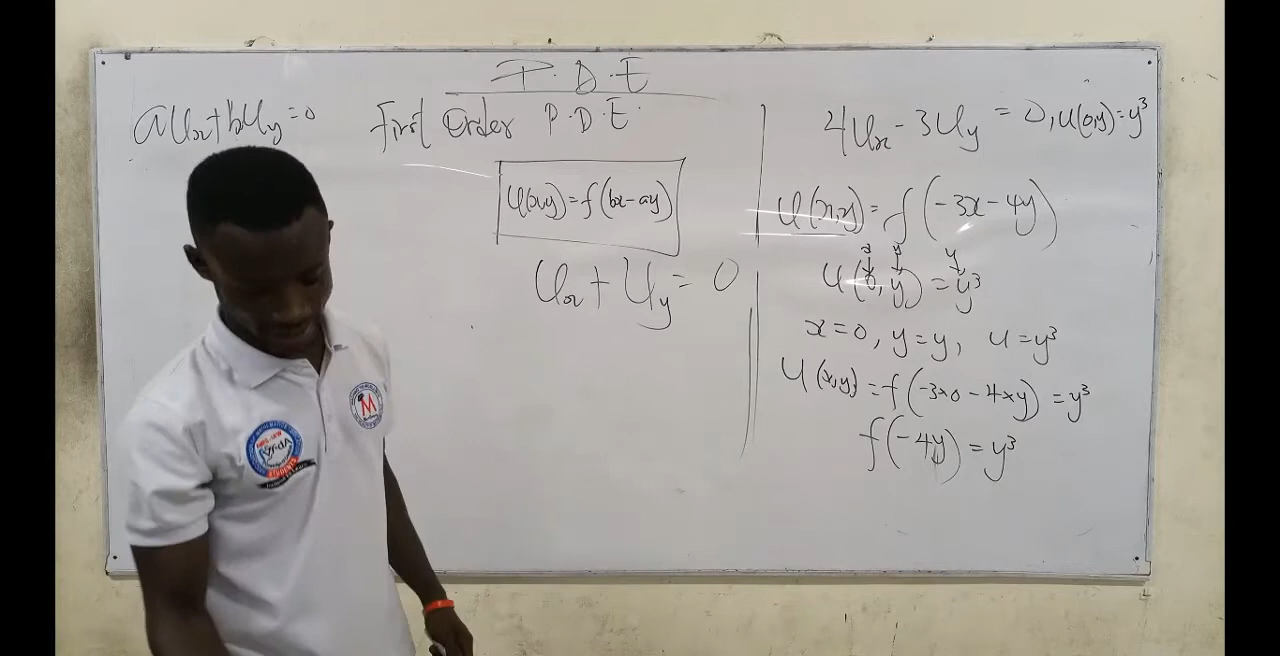 P.D.E
aUx+bUy=0
First Order P.D.E
U(x,y)=f(bx-ay)
Ux+Uy=0
4Ux-3Uy=0, U(0,y)=y³
U(x,y)=f(-3x-4y)
x y u
U(0,y)=y³
x=0, y=y, u=y³
U(x,y)=f(-3×0-4×y)=y³
f(-4y)=y³
M
STUDENTS